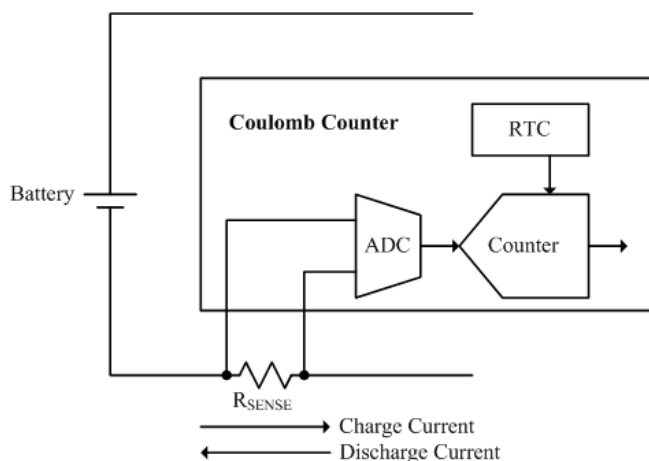 Coulomb Counter
RTC
Battery
ADC
Counter
RSENSE
Charge Current
Discharge Current